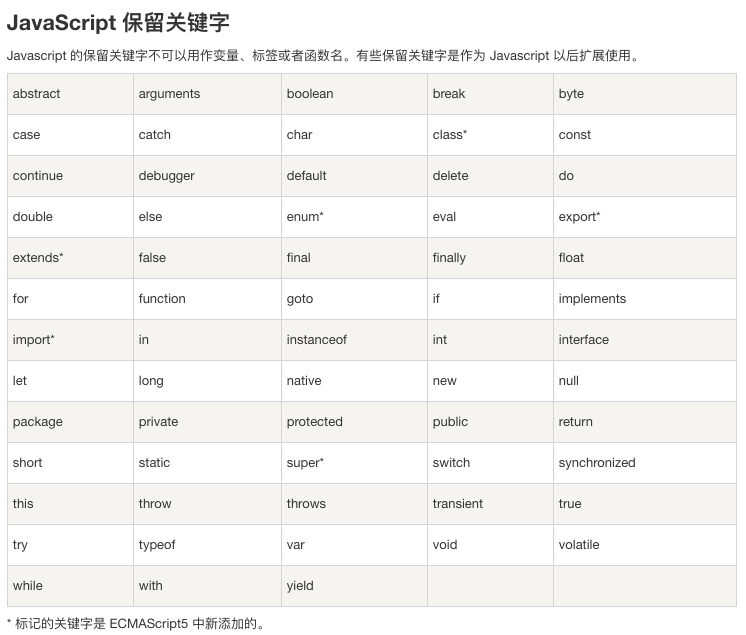 JavaScript 保留关键字
Javascript 的保留关键字不可以用作变量、标签或者函数名。有些保留关键字是作为 Javascript 以后扩展使用。
abstract arguments boolean break byte
case catch char class* const
continue debugger default delete do
double else enum* eval export*
extends* false final finally float
for function goto if implements
import* in instanceof int interface
let long native new null
package private protected public return
short static super* switch synchronized
this throw throws transient true
try typeof var void volatile
while with yield
* 标记的关键字是 ECMAScript5 中新添加的。